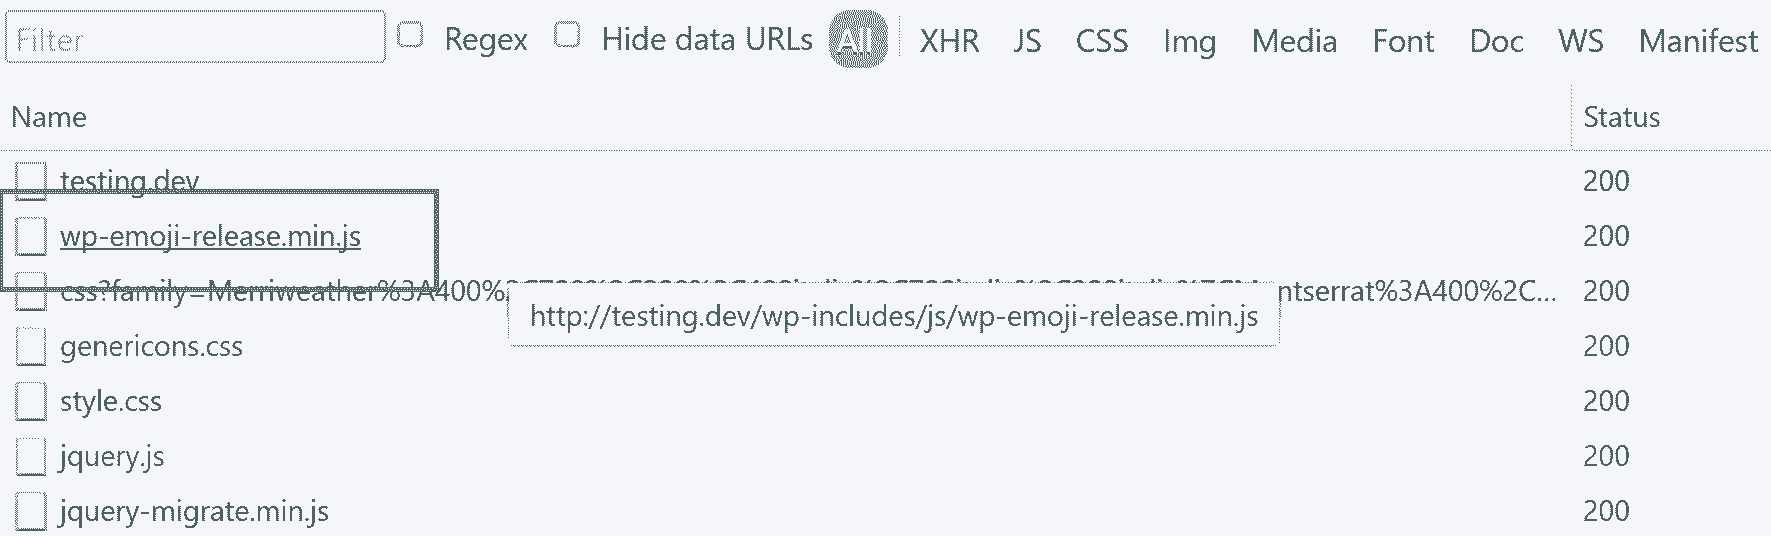 Filter Regex Hide data URLs All XHR JS CSS Img Media Font Doc WS Manifest
Name Status
testing.dev 200
wp-emoji-release.min.js 200
css?family=Merriweather%3A400% ntserrat%3A400%2C... 200
http://testing.dev/wp-includes/js/wp-emoji-release.min.js
genericons.css 200
style.css 200
jquery.js 200
jquery-migrate.min.js 200